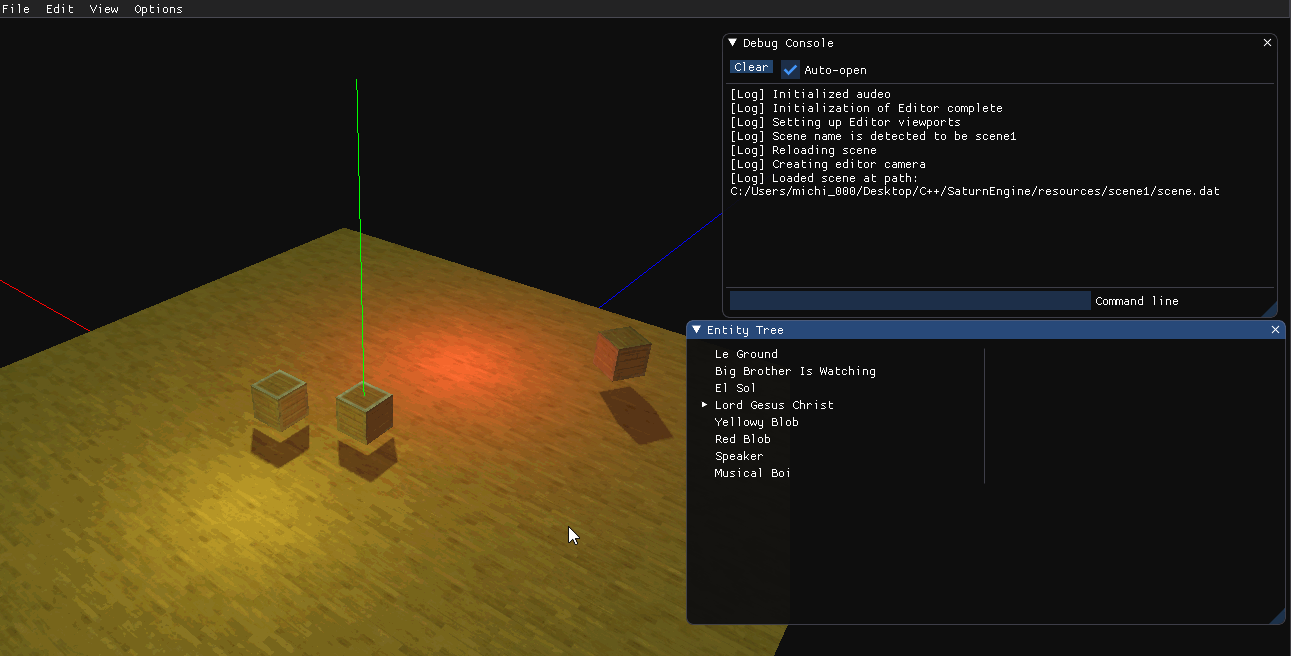 File Edit View Options
Debug Console
Clear Auto-open
[Log] Initialized audeo
[Log] Initialization of Editor complete
[Log] Setting up Editor viewports
[Log] Scene name is detected to be scene1
[Log] Reloading scene
[Log] Creating editor camera
[Log] Loaded scene at path:
C:/Users/michi_000/Desktop/C++/SaturnEngine/resources/scene1/scene.dat
Command line
Entity Tree
Le Ground
Big Brother Is Watching
El Sol
Lord Gesus Christ
Yellowy Blob
Red Blob
Speaker
Musical Boi